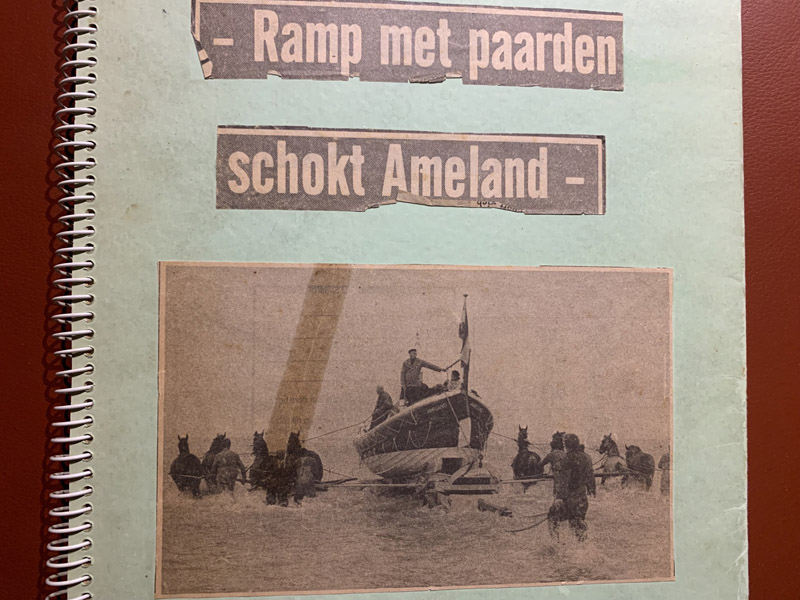 – Ramp met paarden
schokt Ameland –